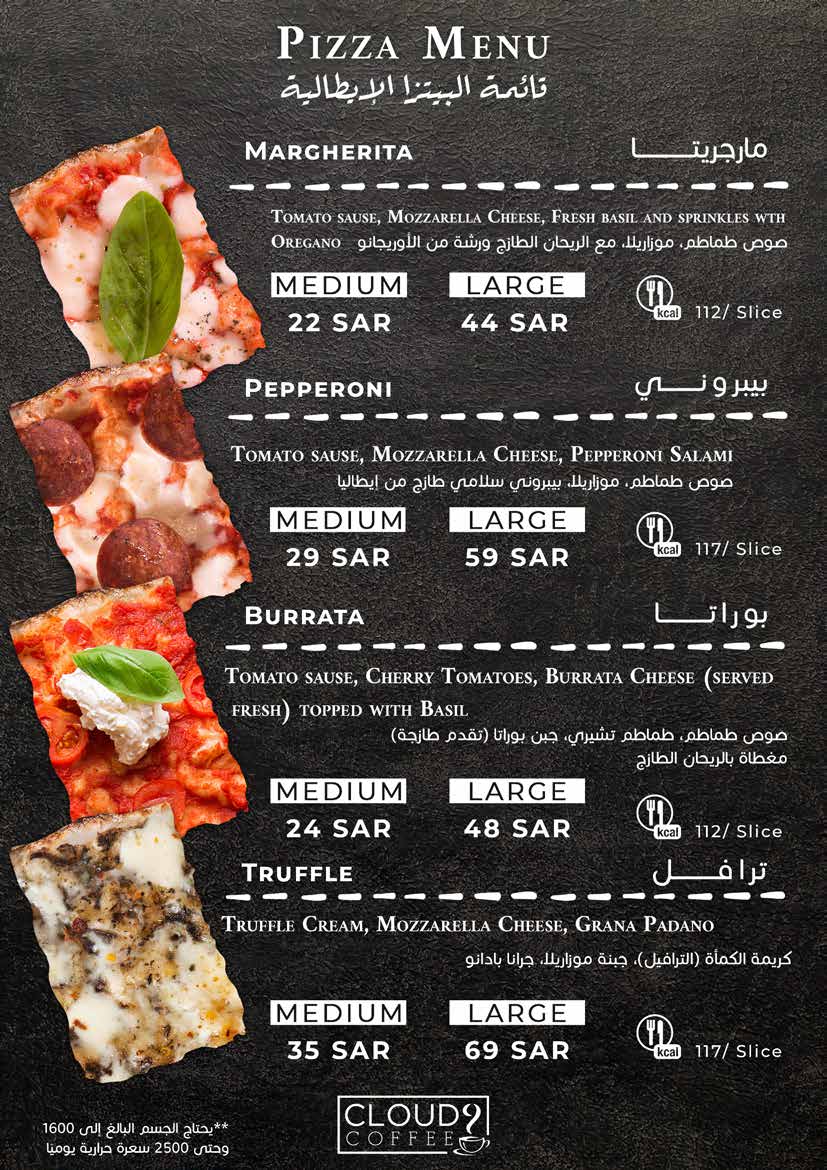 PIZZA MENU
قائمة البيتزا الإيطالية
MARGHERITA مارجريتـــــا
TOMATO SAUSE, MOZZARELLA CHEESE, FRESH BASIL AND SPRINKLES WTH
OREGANO صوص طماطم، موزاريلا، مع الريحان الطازج ورشة من الأوريجانو
MEDIUM LARGE
22 SAR 44 SAR kcal 112/ Slice
PEPPERONI بيبرونـــــي
TOMATO SAUSE, MOZZARELLA CHEESE, PEPPERONI SALAMI
صوص طماطم، موزاريلا، بيبروني سلامي طازج من إيطاليا
MEDIUM LARGE
29 SAR 59 SAR kcal 117/ Slice
BURRATA بوراتـــــا
TOMATO SAUSE, CHERRY TOMATOES, BURRATA CHEESE (SERVED
FRESH) TOPPED WITH BASIL
صوص طماطم، طماطم تشيري، جبن بوراتا (تقدم طازجة)
مغطاة بالريحان الطازج
MEDIUM LARGE
24 SAR 48 SAR kcal 112/ Slice
TRUFFLE ترافـــــل
TRUFFLE CREAM, MOZZARELLA CHEESE, GRANA PADANO
كريمة الكمأة (الترافيل)، جبنة موزاريلا، جرانا بادانو
MEDIUM LARGE
35 SAR 69 SAR kcal 117/ Slice
**يحتاج الجسم البالغ إلى 1600
وحتى 2500 سعرة حرارية يوميا
CLOUD9
COFFEE